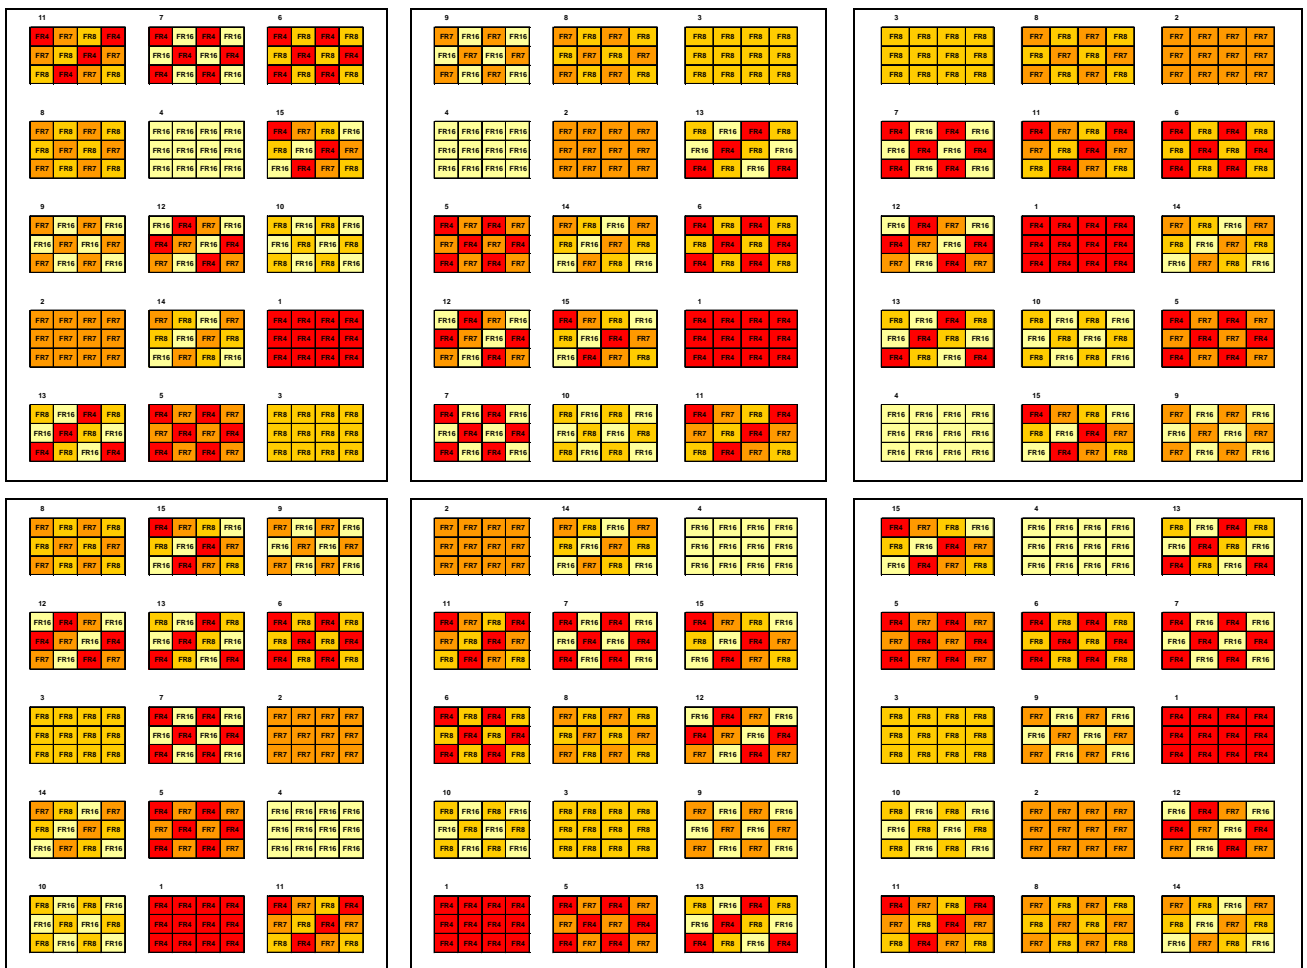 11 7 6
FR4 FR7 FR8 FR4 FR4 FR16 FR4 FR16 FR4 FR8 FR4 FR8
FR7 FR8 FR4 FR7 FR16 FR4 FR16 FR4 FR8 FR4 FR8 FR4
FR8 FR4 FR7 FR8 FR4 FR16 FR4 FR16 FR4 FR8 FR4 FR8
8 4 15
FR7 FR8 FR7 FR8 FR16 FR16 FR16 FR16 FR4 FR7 FR8 FR16
FR8 FR7 FR8 FR7 FR16 FR16 FR16 FR16 FR8 FR16 FR4 FR7
FR7 FR8 FR7 FR8 FR16 FR16 FR16 FR16 FR16 FR4 FR7 FR8
9 12 10
FR7 FR16 FR7 FR16 FR16 FR4 FR7 FR16 FR8 FR16 FR8 FR16
FR16 FR7 FR16 FR7 FR4 FR7 FR16 FR4 FR16 FR8 FR16 FR8
FR7 FR16 FR7 FR16 FR7 FR16 FR4 FR7 FR8 FR16 FR8 FR16
2 14 1
FR7 FR7 FR7 FR7 FR7 FR8 FR16 FR7 FR4 FR4 FR4 FR4
FR7 FR7 FR7 FR7 FR8 FR16 FR7 FR8 FR4 FR4 FR4 FR4
FR7 FR7 FR7 FR7 FR16 FR7 FR8 FR16 FR4 FR4 FR4 FR4
13 5 3
FR8 FR16 FR4 FR8 FR4 FR7 FR4 FR7 FR8 FR8 FR8 FR8
FR16 FR4 FR8 FR16 FR7 FR4 FR7 FR4 FR8 FR8 FR8 FR8
FR4 FR8 FR16 FR4 FR4 FR7 FR4 FR7 FR8 FR8 FR8 FR8
9 8 3
FR7 FR16 FR7 FR16 FR7 FR8 FR7 FR8 FR8 FR8 FR8 FR8
FR16 FR7 FR16 FR7 FR8 FR7 FR8 FR7 FR8 FR8 FR8 FR8
FR7 FR16 FR7 FR16 FR7 FR8 FR7 FR8 FR8 FR8 FR8 FR8
4 2 13
FR16 FR16 FR16 FR16 FR7 FR7 FR7 FR7 FR8 FR16 FR4 FR8
FR16 FR16 FR16 FR16 FR7 FR7 FR7 FR7 FR16 FR4 FR8 FR16
FR16 FR16 FR16 FR16 FR7 FR7 FR7 FR7 FR4 FR8 FR16 FR4
5 14 6
FR4 FR7 FR4 FR7 FR7 FR8 FR16 FR7 FR4 FR8 FR4 FR8
FR7 FR4 FR7 FR4 FR8 FR16 FR7 FR8 FR8 FR4 FR8 FR4
FR4 FR7 FR4 FR7 FR16 FR7 FR8 FR16 FR4 FR8 FR4 FR8
12 15 1
FR16 FR4 FR7 FR16 FR4 FR7 FR8 FR16 FR4 FR4 FR4 FR4
FR4 FR7 FR16 FR4 FR8 FR16 FR4 FR7 FR4 FR4 FR4 FR4
FR7 FR16 FR4 FR7 FR16 FR4 FR7 FR8 FR4 FR4 FR4 FR4
7 10 11
FR4 FR16 FR4 FR16 FR8 FR16 FR8 FR16 FR4 FR7 FR8 FR4
FR16 FR4 FR16 FR4 FR16 FR8 FR16 FR8 FR7 FR8 FR4 FR7
FR4 FR16 FR4 FR16 FR8 FR16 FR8 FR16 FR8 FR4 FR7 FR8
3 8 2
FR8 FR8 FR8 FR8 FR7 FR8 FR7 FR8 FR7 FR7 FR7 FR7
FR8 FR8 FR8 FR8 FR8 FR7 FR8 FR7 FR7 FR7 FR7 FR7
FR8 FR8 FR8 FR8 FR7 FR8 FR7 FR8 FR7 FR7 FR7 FR7
7 11 6
FR4 FR16 FR4 FR16 FR4 FR7 FR8 FR4 FR4 FR8 FR4 FR8
FR16 FR4 FR16 FR4 FR7 FR8 FR4 FR7 FR8 FR4 FR8 FR4
FR4 FR16 FR4 FR16 FR8 FR4 FR7 FR8 FR4 FR8 FR4 FR8
12 1 14
FR16 FR4 FR7 FR16 FR4 FR4 FR4 FR4 FR7 FR8 FR16 FR7
FR4 FR7 FR16 FR4 FR4 FR4 FR4 FR4 FR8 FR16 FR7 FR8
FR7 FR16 FR4 FR7 FR4 FR4 FR4 FR4 FR16 FR7 FR8 FR16
13 10 5
FR8 FR16 FR4 FR8 FR8 FR16 FR8 FR16 FR4 FR7 FR4 FR7
FR16 FR4 FR8 FR16 FR16 FR8 FR16 FR8 FR7 FR4 FR7 FR4
FR4 FR8 FR16 FR4 FR8 FR16 FR8 FR16 FR4 FR7 FR4 FR7
4 15 9
FR16 FR16 FR16 FR16 FR4 FR7 FR8 FR16 FR7 FR16 FR7 FR16
FR16 FR16 FR16 FR16 FR8 FR16 FR4 FR7 FR16 FR7 FR16 FR7
FR16 FR16 FR16 FR16 FR16 FR4 FR7 FR8 FR7 FR16 FR7 FR16
8 15 9
FR7 FR8 FR7 FR8 FR4 FR7 FR8 FR16 FR7 FR16 FR7 FR16
FR8 FR7 FR8 FR7 FR8 FR16 FR4 FR7 FR16 FR7 FR16 FR7
FR7 FR8 FR7 FR8 FR16 FR4 FR7 FR8 FR7 FR16 FR7 FR16
12 13 6
FR16 FR4 FR7 FR16 FR8 FR16 FR4 FR8 FR4 FR8 FR4 FR8
FR4 FR7 FR16 FR4 FR16 FR4 FR8 FR16 FR8 FR4 FR8 FR4
FR7 FR16 FR4 FR7 FR4 FR8 FR16 FR4 FR4 FR8 FR4 FR8
3 7 2
FR8 FR8 FR8 FR8 FR4 FR16 FR4 FR16 FR7 FR7 FR7 FR7
FR8 FR8 FR8 FR8 FR16 FR4 FR16 FR4 FR7 FR7 FR7 FR7
FR8 FR8 FR8 FR8 FR4 FR16 FR4 FR16 FR7 FR7 FR7 FR7
14 5 4
FR7 FR8 FR16 FR7 FR4 FR7 FR4 FR7 FR16 FR16 FR16 FR16
FR8 FR16 FR7 FR8 FR7 FR4 FR7 FR4 FR16 FR16 FR16 FR16
FR16 FR7 FR8 FR16 FR4 FR7 FR4 FR7 FR16 FR16 FR16 FR16
10 1 11
FR8 FR16 FR8 FR16 FR4 FR4 FR4 FR4 FR4 FR7 FR8 FR4
FR16 FR8 FR16 FR8 FR4 FR4 FR4 FR4 FR7 FR8 FR4 FR7
FR8 FR16 FR8 FR16 FR4 FR4 FR4 FR4 FR8 FR4 FR7 FR8
2 14 4
FR7 FR7 FR7 FR7 FR7 FR8 FR16 FR7 FR16 FR16 FR16 FR16
FR7 FR7 FR7 FR7 FR8 FR16 FR7 FR8 FR16 FR16 FR16 FR16
FR7 FR7 FR7 FR7 FR16 FR7 FR8 FR16 FR16 FR16 FR16 FR16
11 7 15
FR4 FR7 FR8 FR4 FR4 FR16 FR4 FR16 FR4 FR7 FR8 FR16
FR7 FR8 FR4 FR7 FR16 FR4 FR16 FR4 FR8 FR16 FR4 FR7
FR8 FR4 FR7 FR8 FR4 FR16 FR4 FR16 FR16 FR4 FR7 FR8
6 8 12
FR4 FR8 FR4 FR8 FR7 FR8 FR7 FR8 FR16 FR4 FR7 FR16
FR8 FR4 FR8 FR4 FR8 FR7 FR8 FR7 FR4 FR7 FR16 FR4
FR4 FR8 FR4 FR8 FR7 FR8 FR7 FR8 FR7 FR16 FR4 FR7
10 3 9
FR8 FR16 FR8 FR16 FR8 FR8 FR8 FR8 FR7 FR16 FR7 FR16
FR16 FR8 FR16 FR8 FR8 FR8 FR8 FR8 FR16 FR7 FR16 FR7
FR8 FR16 FR8 FR16 FR8 FR8 FR8 FR8 FR7 FR16 FR7 FR16
1 5 13
FR4 FR4 FR4 FR4 FR4 FR7 FR4 FR7 FR8 FR16 FR4 FR8
FR4 FR4 FR4 FR4 FR7 FR4 FR7 FR4 FR16 FR4 FR8 FR16
FR4 FR4 FR4 FR4 FR4 FR7 FR4 FR7 FR4 FR8 FR16 FR4
15 4 13
FR4 FR7 FR8 FR16 FR16 FR16 FR16 FR16 FR8 FR16 FR4 FR8
FR8 FR16 FR4 FR7 FR16 FR16 FR16 FR16 FR16 FR4 FR8 FR16
FR16 FR4 FR7 FR8 FR16 FR16 FR16 FR16 FR4 FR8 FR16 FR4
5 6 7
FR4 FR7 FR4 FR7 FR4 FR8 FR4 FR8 FR4 FR16 FR4 FR16
FR7 FR4 FR7 FR4 FR8 FR4 FR8 FR4 FR16 FR4 FR16 FR4
FR4 FR7 FR4 FR7 FR4 FR8 FR4 FR8 FR4 FR16 FR4 FR16
3 9 1
FR8 FR8 FR8 FR8 FR7 FR16 FR7 FR16 FR4 FR4 FR4 FR4
FR8 FR8 FR8 FR8 FR16 FR7 FR16 FR7 FR4 FR4 FR4 FR4
FR8 FR8 FR8 FR8 FR7 FR16 FR7 FR16 FR4 FR4 FR4 FR4
10 2 12
FR8 FR16 FR8 FR16 FR7 FR7 FR7 FR7 FR16 FR4 FR7 FR16
FR16 FR8 FR16 FR8 FR7 FR7 FR7 FR7 FR4 FR7 FR16 FR4
FR8 FR16 FR8 FR16 FR7 FR7 FR7 FR7 FR7 FR16 FR4 FR7
11 8 14
FR4 FR7 FR8 FR4 FR7 FR8 FR7 FR8 FR7 FR8 FR16 FR7
FR7 FR8 FR4 FR7 FR8 FR7 FR8 FR7 FR8 FR16 FR7 FR8
FR8 FR4 FR7 FR8 FR7 FR8 FR7 FR8 FR16 FR7 FR8 FR16